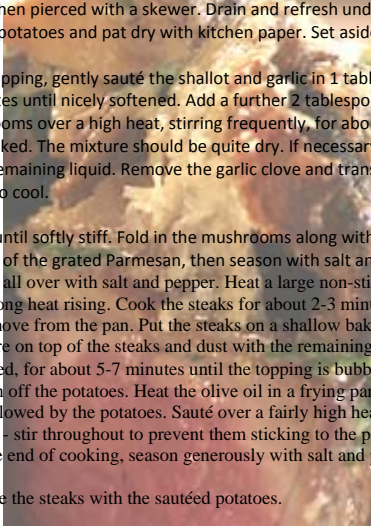 hen pierced with a skewer. Drain and refresh und
potatoes and pat dry with kitchen paper. Set asid
pping, gently sauté the shallot and garlic in 1 tabl
es until nicely softened. Add a further 2 tablespo
ooms over a high heat, stirring frequently, for abo
ked. The mixture should be quite dry. If necessar
emaining liquid. Remove the garlic clove and tran
o cool.
until softly stiff. Fold in the mushrooms along with
of the grated Parmesan, then season with salt an
all over with salt and pepper. Heat a large non-sti
ong heat rising. Cook the steaks for about 2-3 min
nove from the pan. Put the steaks on a shallow bak
re on top of the steaks and dust with the remaining
ed, for about 5-7 minutes until the topping is bubb
n off the potatoes. Heat the olive oil in a frying pa
llowed by the potatoes. Sauté over a fairly high hea
- stir throughout to prevent them sticking to the p
e end of cooking, season generously with salt and
e the steaks with the sautéed potatoes.